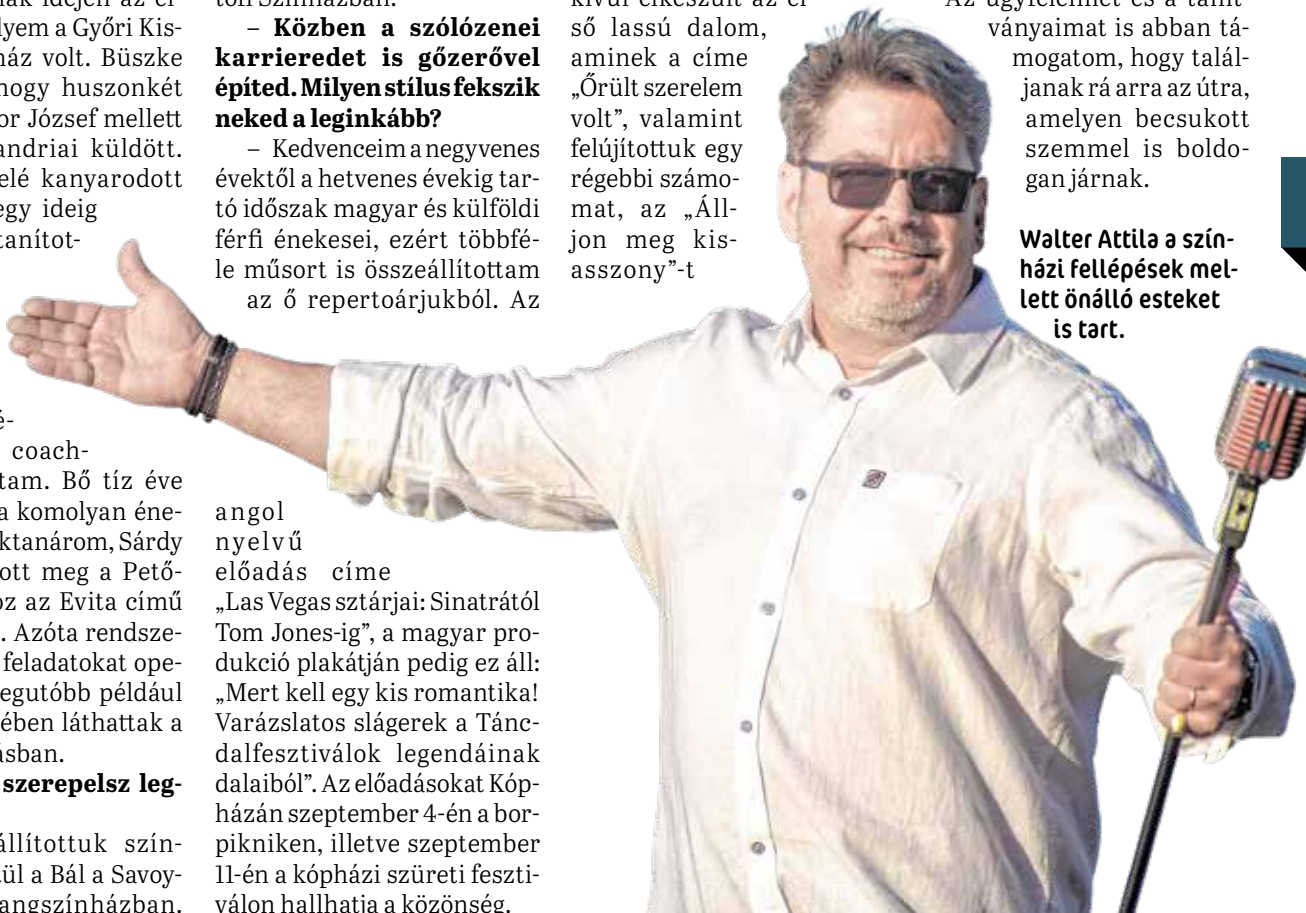 lyem a Győri Kis-
ház volt. Büszke
hogy huszonkét
or József mellett
andriai küldött.
elé kanyarodott
egy ideig
tanítot-
é-
coach-
tam. Bő tíz éve
a komolyan éne-
ktanárom, Sárdy
ott meg a Pető-
oz az Evita című
. Azóta rendsze-
feladatokat ope-
egutóbb például
ében láthattak a
ásban.
szerepelsz leg-
állítottuk szín-
ül a Bál a Savoy-
angszínházban.
– Közben a szólózenei
karrieredet is gőzerővel
építed. Milyen stílus fekszik
neked a leginkább?
– Kedvenceim a negyvenes
évektől a hetvenes évekig tar-
tó időszak magyar és külföldi
férfi énekesei, ezért többfé-
le műsort is összeállítottam
az ő repertoárjukból. Az
angol
nyelvű
előadás címe
„Las Vegas sztárjai: Sinatrától
Tom Jones-ig”, a magyar pro-
dukció plakátján pedig ez áll:
„Mert kell egy kis romantika!
Varázslatos slágerek a Tánc-
dalfesztiválok legendáinak
dalaiból”. Az előadásokat Kóp-
házán szeptember 4-én a bor-
pikniken, illetve szeptember
11-én a kópházi szüreti feszti-
válon hallhatja a közönség.
ső lassú dalom,
aminek a címe
„Őrült szerelem
volt”, valamint
felújítottuk egy
régebbi számo-
mat, az „Áll-
jon meg kis-
asszony”-t
ványaimat is abban tá-
mogatom, hogy talál-
janak rá arra az útra,
amelyen becsukott
szemmel is boldo-
gan járnak.
Walter Attila a szín-
házi fellépések mel-
lett önálló esteket
is tart.